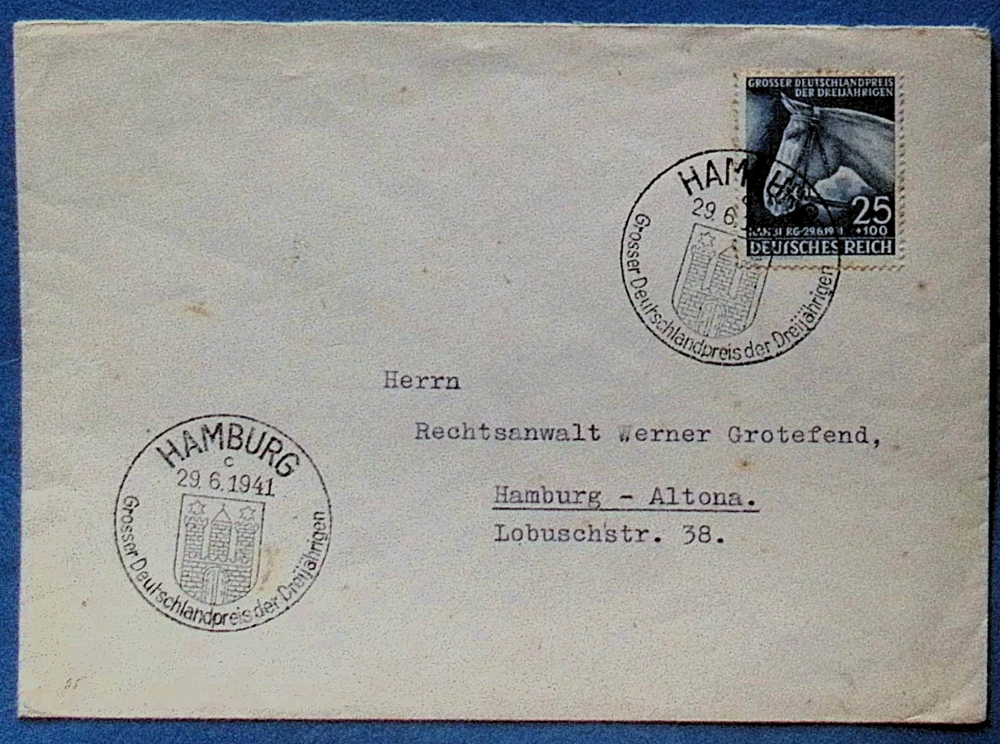 GROSSER DEUTSCHLANDPREIS
DER DREIJÄHRIGEN
25
+100
DEUTSCHES REICH
29.6.
Grosser Deutschlandpreis der Dreijährigen
Herrn
Rechtsanwalt Werner Grotefend,
Hamburg - Altona.
Lobuschstr. 38.
HAMBURG
c
29.6.1941
Grosser Deutschlandpreis der Dreijährigen